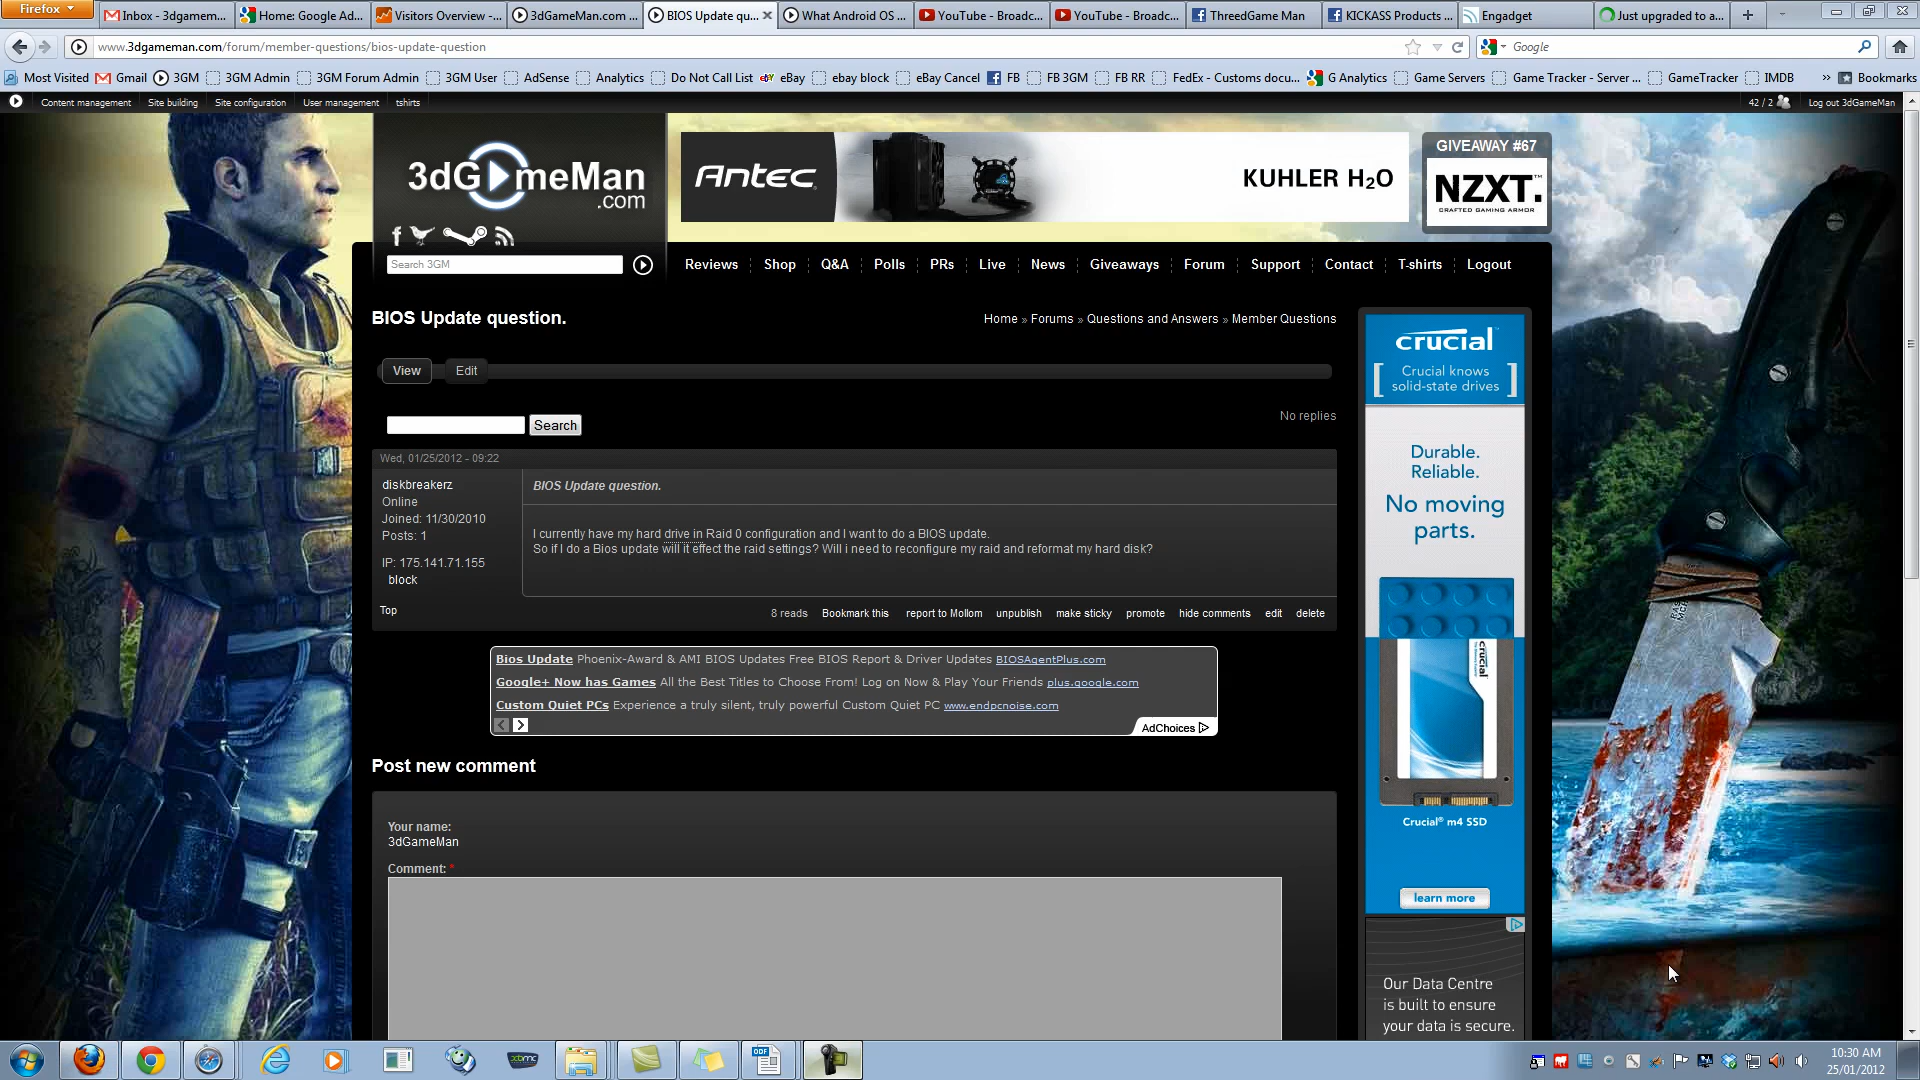 Firefox
Inbox - 3dgamem...
Home: Google Ad...
Visitors Overview -...
3dGameMan.com ...
BIOS Update qu...
What Android OS ...
YouTube - Broadc...
YouTube - Broadc...
ThreedGame Man
KICKASS Products ...
Engadget
Just upgraded to a...
www.3dgameman.com/forum/member-questions/bios-update-question
Google
Most Visited
Gmail
3GM
3GM Admin
3GM Forum Admin
3GM User
AdSense
Analytics
Do Not Call List
eBay
ebay block
eBay Cancel
FB
FB 3GM
FB RR
FedEx - Customs docu...
G Analytics
Game Servers
Game Tracker - Server ...
GameTracker
IMDB
Bookmarks
Content management
Site building
Site configuration
User management
tshirts
42 / 2
Log out 3dGameMan
3dGameMan
.com
Search 3GM
ANTEC
KUHLER H2O
GIVEAWAY #67
NZXT.
CRAFTED GAMING ARMOR
Reviews
Shop
Q&A
Polls
PRs
Live
News
Giveaways
Forum
Support
Contact
T-shirts
Logout
BIOS Update question.
Home » Forums » Questions and Answers » Member Questions
View
Edit
Search
No replies
Wed, 01/25/2012 - 09:22
diskbreakerz
Online
Joined: 11/30/2010
Posts: 1
IP: 175.141.71.155
block
Top
BIOS Update question.
I currently have my hard drive in Raid 0 configuration and I want to do a BIOS update.
So if I do a Bios update will it effect the raid settings? Will i need to reconfigure my raid and reformat my hard disk?
8 reads
Bookmark this
report to Mollom
unpublish
make sticky
promote
hide comments
edit
delete
Bios Update Phoenix-Award & AMI BIOS Updates Free BIOS Report & Driver Updates BIOSAgentPlus.com
Google+ Now has Games All the Best Titles to Choose From! Log on Now & Play Your Friends plus.google.com
Custom Quiet PCs Experience a truly silent, truly powerful Custom Quiet PC www.endpcnoise.com
AdChoices
Post new comment
Your name:
3dGameMan
Comment: *
crucial
Crucial knows
solid-state drives
Durable.
Reliable.
No moving
parts.
crucial
Crucial® m4 SSD
learn more
Our Data Centre
is built to ensure
your data is secure.
xbmc
ODF
10:30 AM
25/01/2012